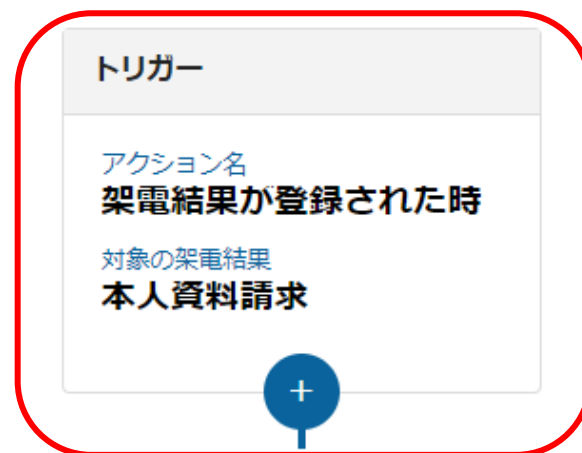 トリガー
アクション名
架電結果が登録された時
対象の架電結果
本人資料請求
+